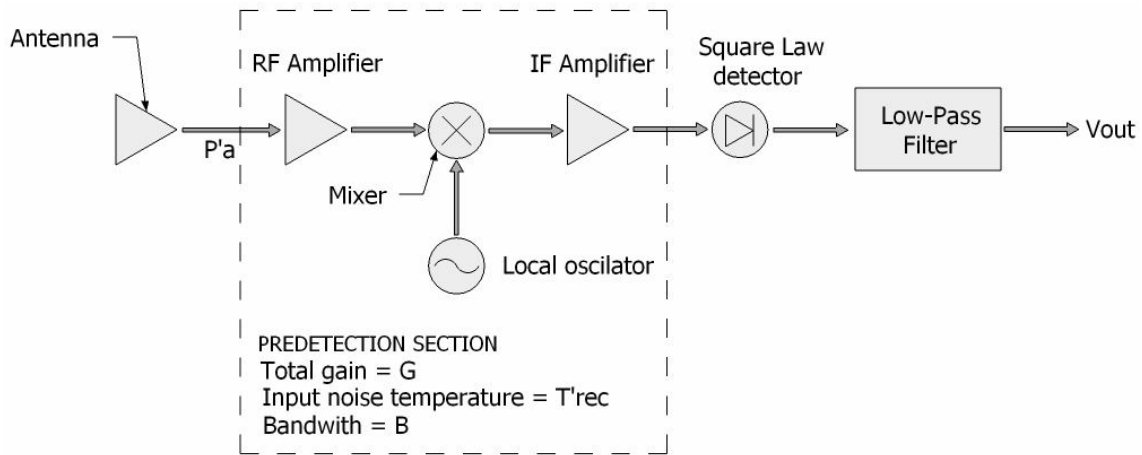 Antenna
P'a
RF Amplifier
Mixer
IF Amplifier
Local oscilator
Square Law
detector
Low-Pass
Filter
Vout
PREDETECTION SECTION
Total gain = G
Input noise temperature = T'rec
Bandwith = B